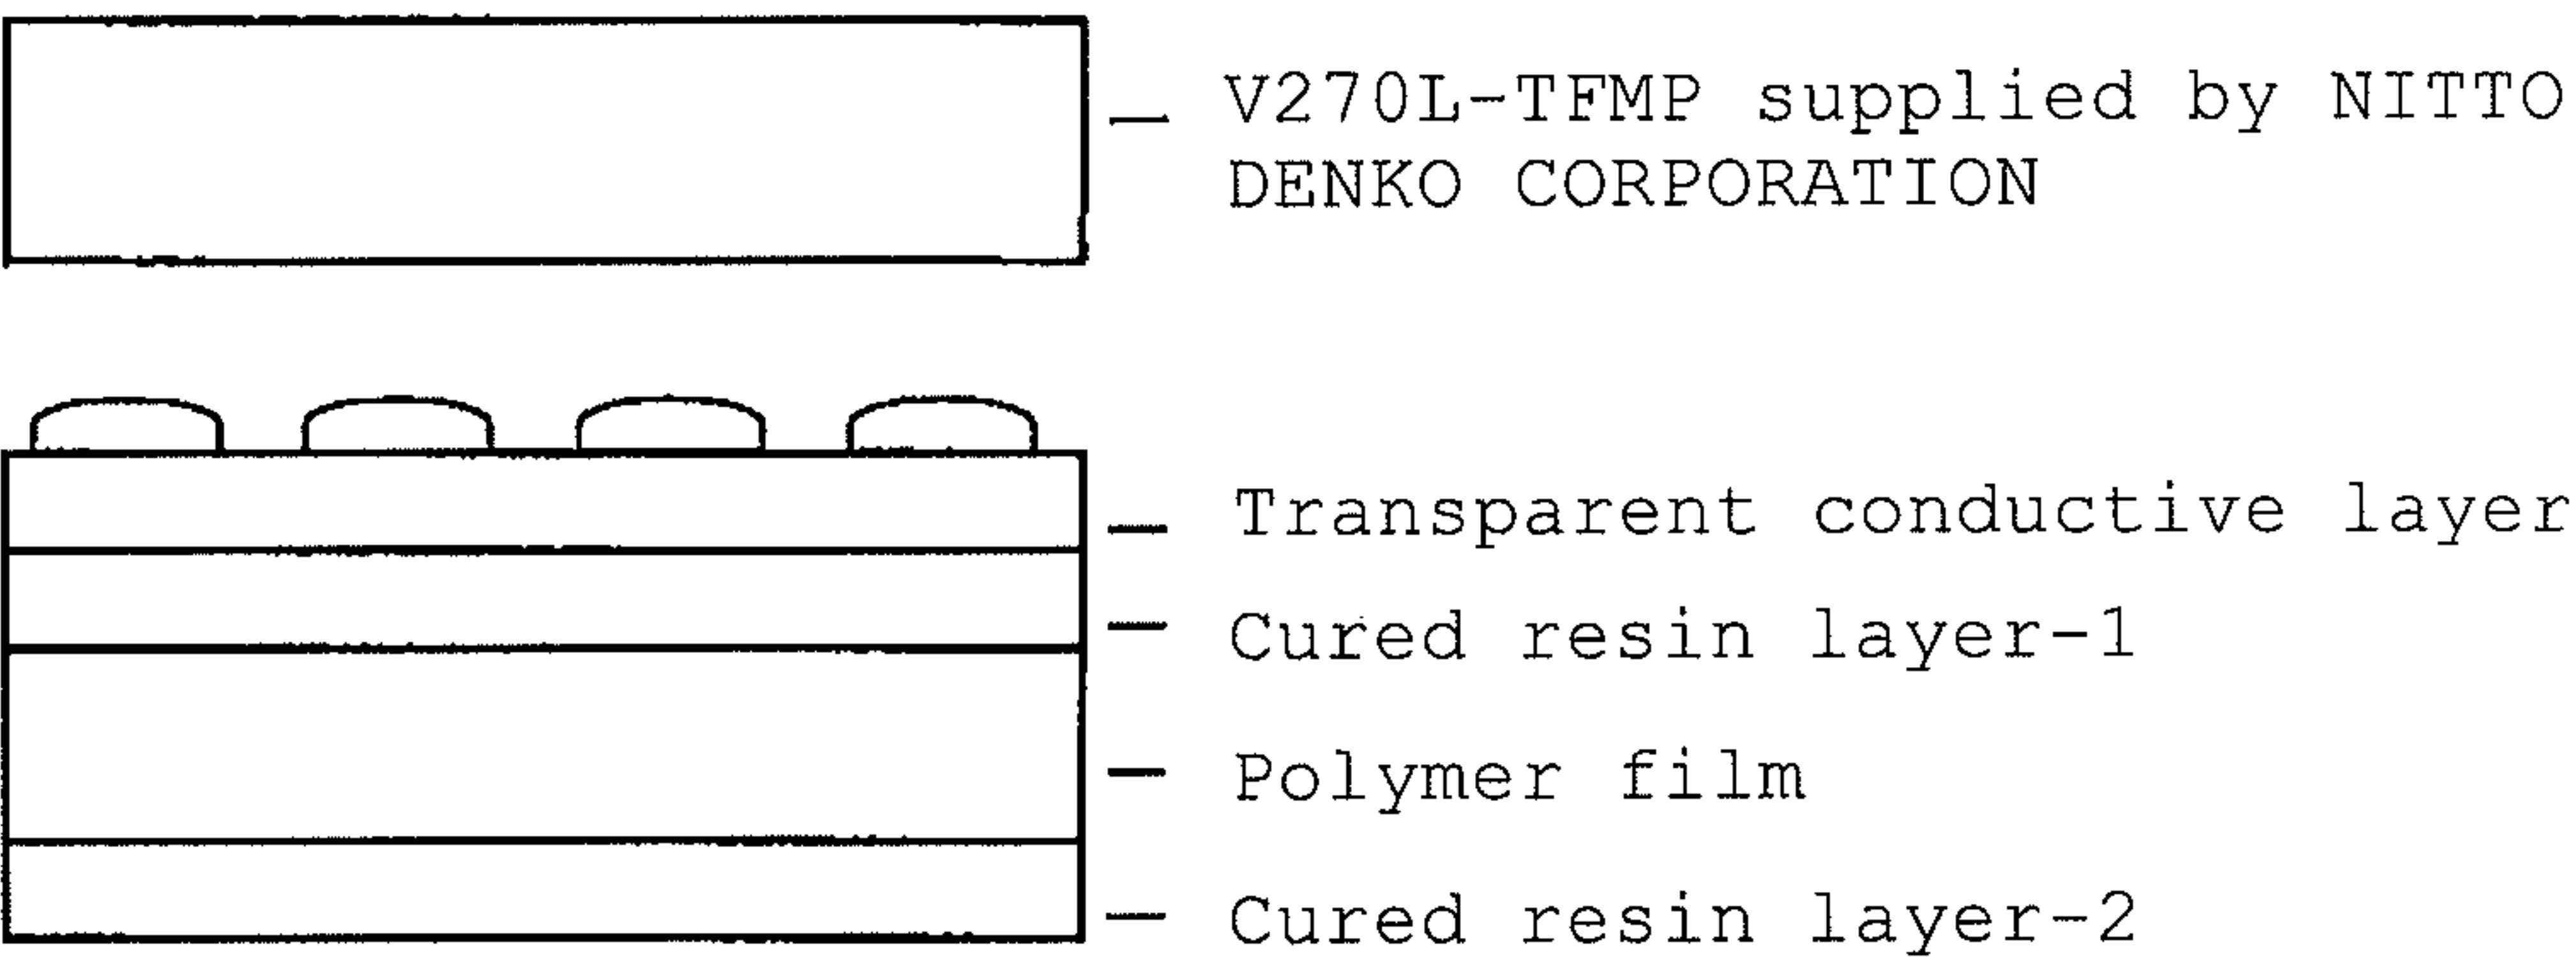 V270L-TFMP supplied by NITTO
DENKO CORPORATION
Transparent conductive layer
Cured resin layer-1
Polymer film
Cured resin layer-2